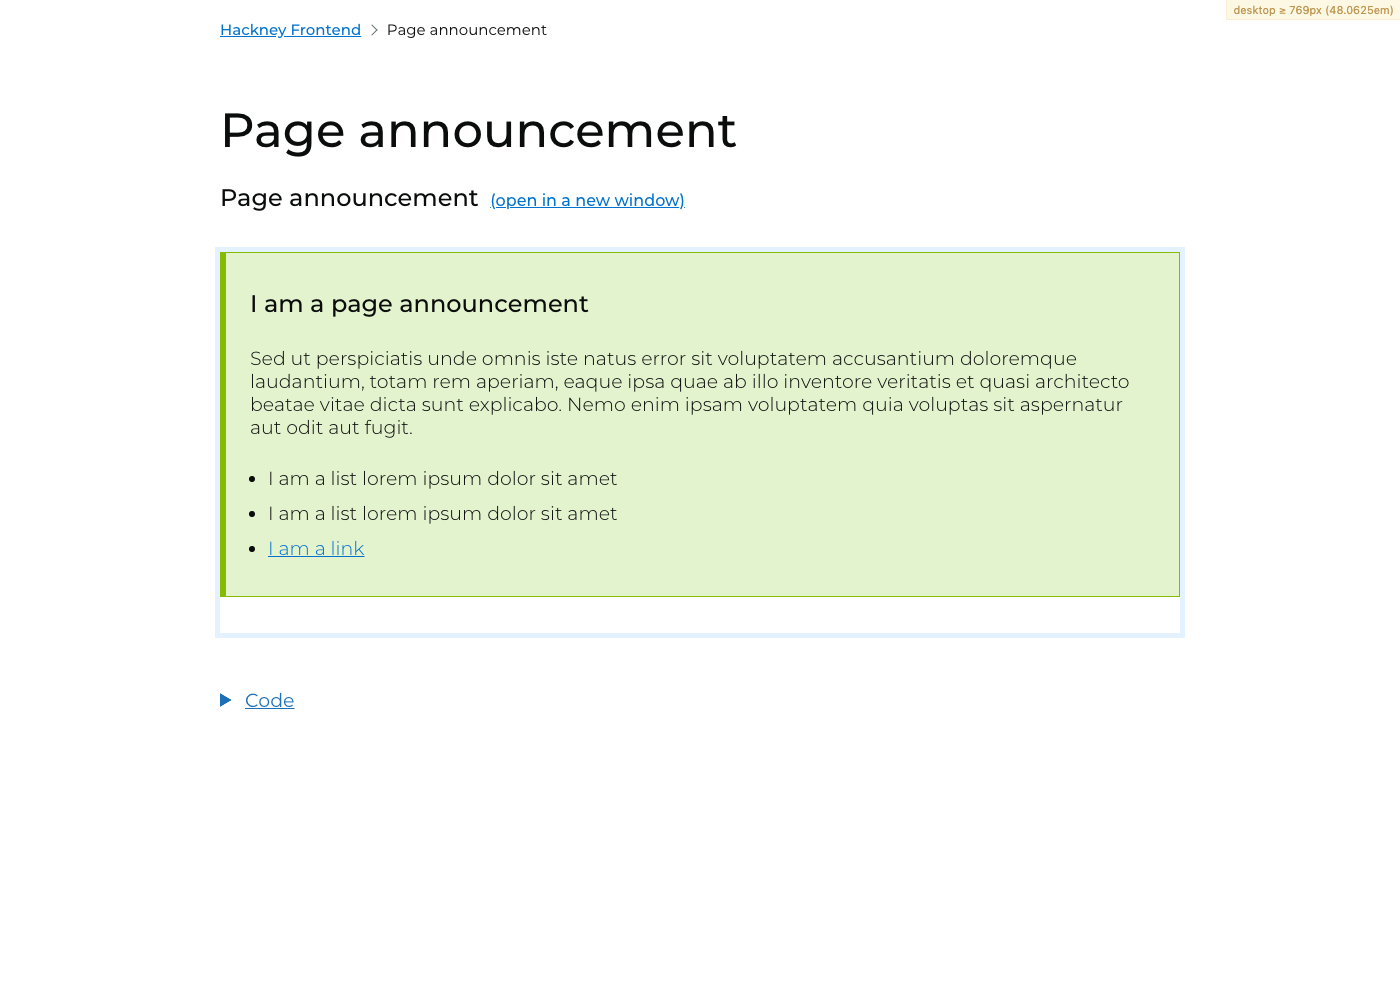 desktop ≥ 769px (48.0625em)
Hackney Frontend > Page announcement
Page announcement
Page announcement (open in a new window)
I am a page announcement
Sed ut perspiciatis unde omnis iste natus error sit voluptatem accusantium doloremque
laudantium, totam rem aperiam, eaque ipsa quae ab illo inventore veritatis et quasi architecto
beatae vitae dicta sunt explicabo. Nemo enim ipsam voluptatem quia voluptas sit aspernatur
aut odit aut fugit.
I am a list lorem ipsum dolor sit amet
I am a list lorem ipsum dolor sit amet
I am a link
Code